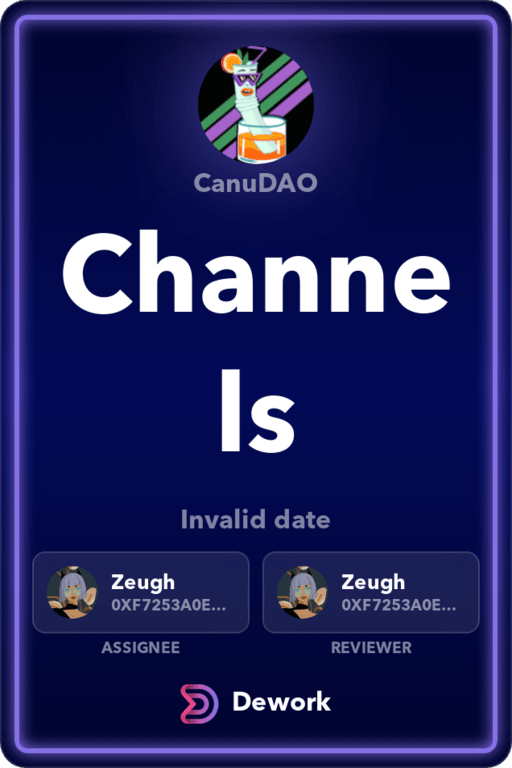 CanuDAO
Channe
ls
Invalid date
Zeugh
0XF7253A0E...
Zeugh
0XF7253A0E...
ASSIGNEE
REVIEWER
Dework